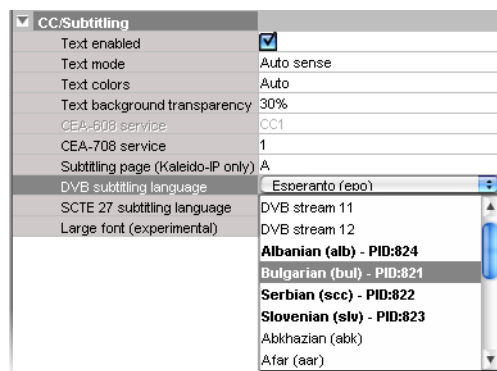 CC/Subtitling
Text enabled
Text mode Auto sense
Text colors Auto
Text background transparency 30%
CEA-608 service CC1
CEA-708 service 1
Subtitling page (Kaleido-IP only) A
DVB subtitling language Esperanto (epo)
SCTE 27 subtitling language DVB stream 11
Large font (experimental) DVB stream 12
Albanian (alb) - PID:824
Bulgarian (bul) - PID:821
Serbian (scc) - PID:822
Slovenian (slv) - PID:823
Abkhazian (abk)
Afar (aar)